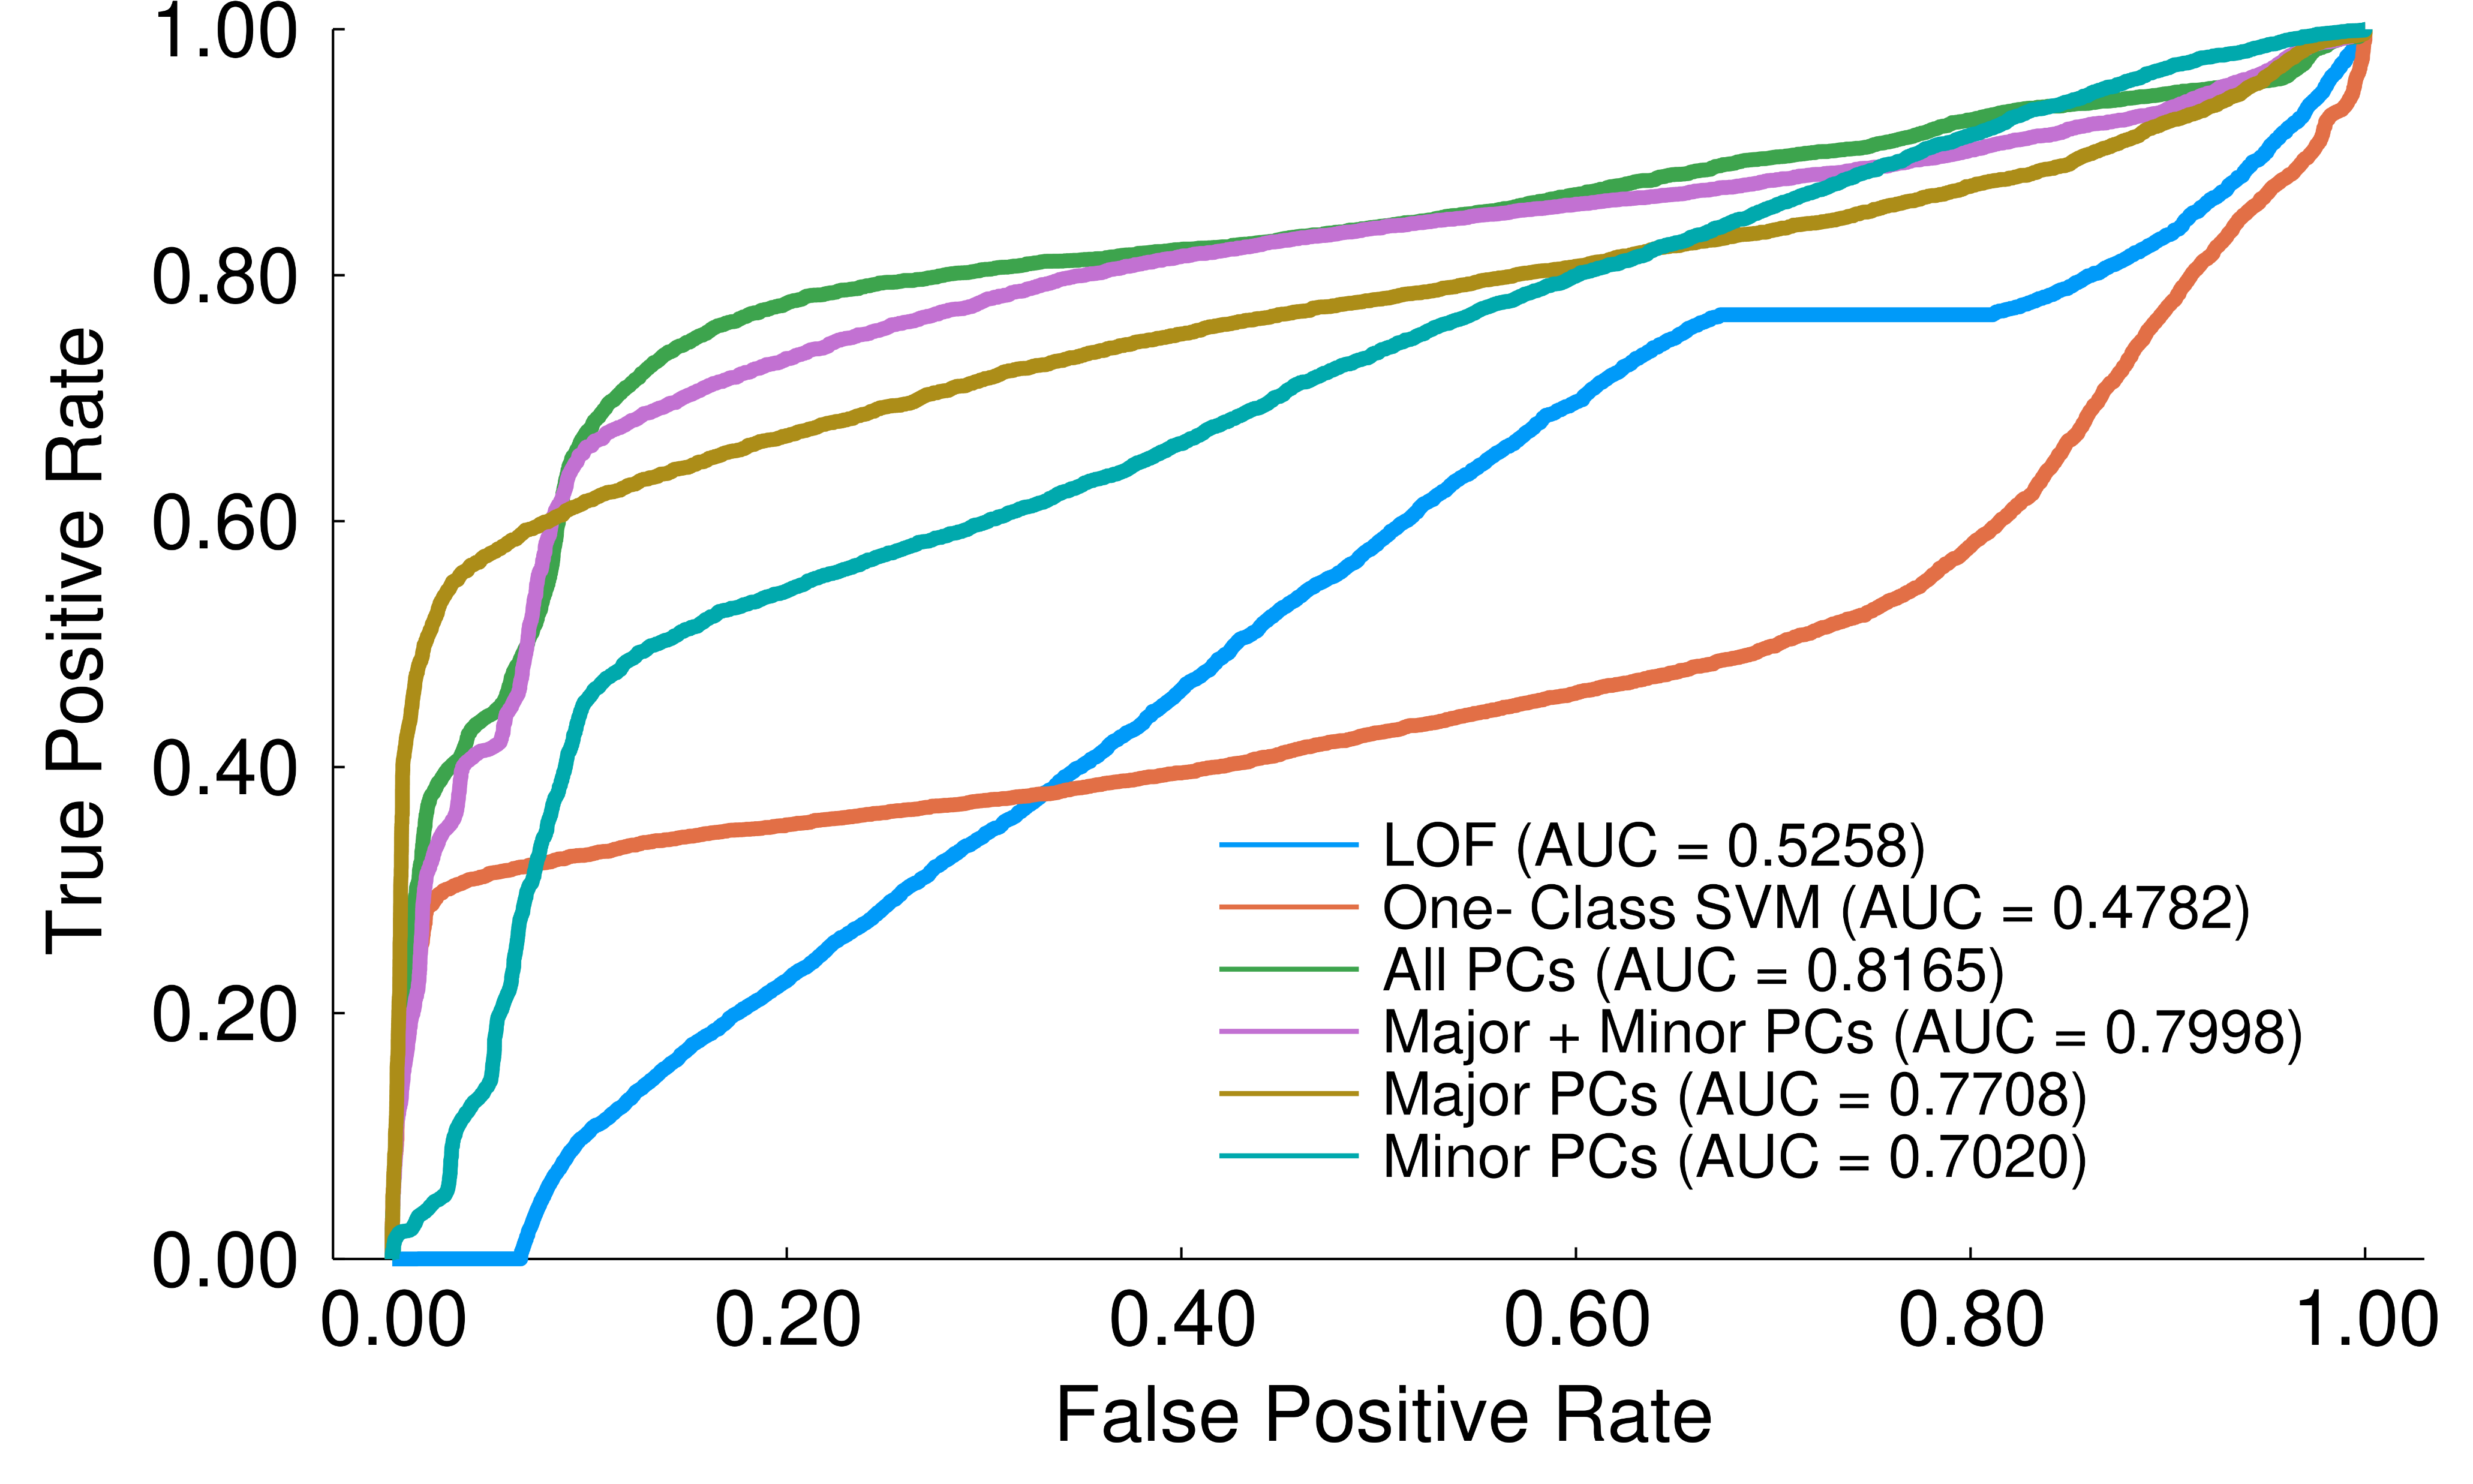 1.00
0.80
0.60
0.40
0.20
0.00
True Positive Rate
LOF (AUC = 0.5258)
One- Class SVM (AUC = 0.4782)
All PCs (AUC = 0.8165)
Major + Minor PCs (AUC = 0.7998)
Major PCs (AUC = 0.7708)
Minor PCs (AUC = 0.7020)
0.00 0.20 0.40 0.60 0.80 1.00
False Positive Rate